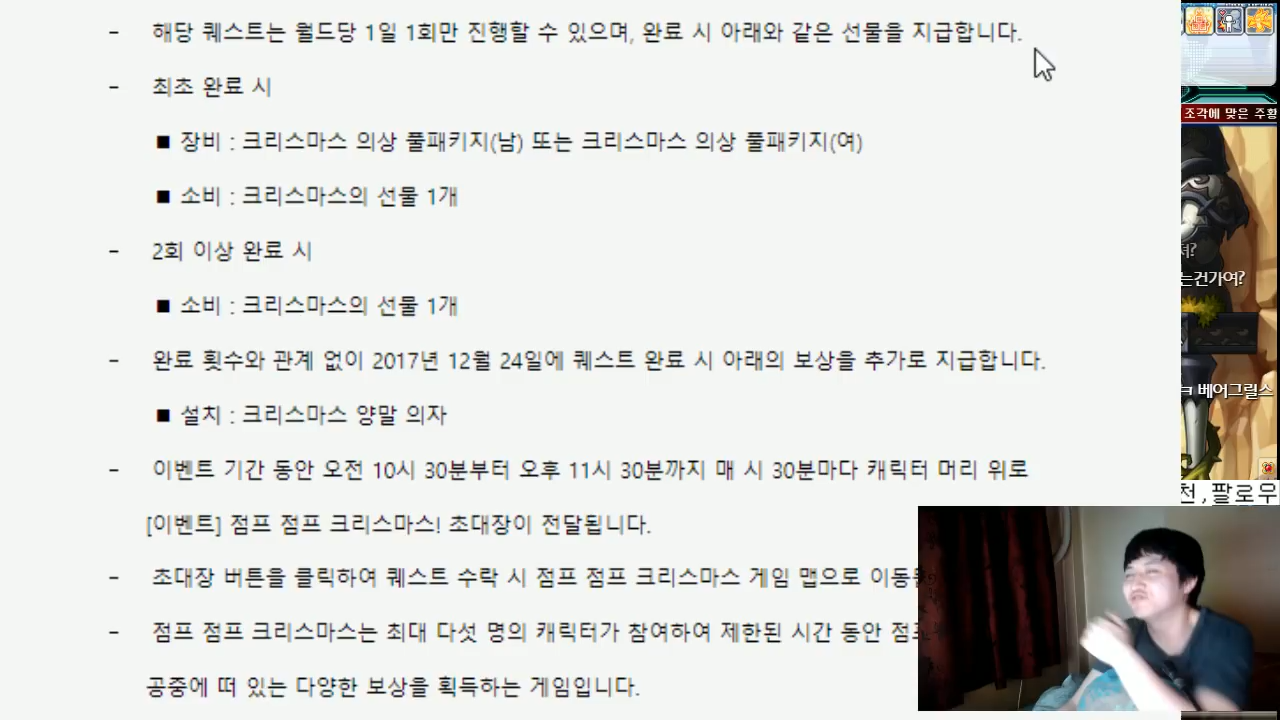 - 해당 퀘스트는 월드당 1일 1회만 진행할 수 있으며, 완료 시 아래와 같은 선물을 지급합니다.
- 최초 완료 시
■ 장비 : 크리스마스 의상 풀패키지(남) 또는 크리스마스 의상 풀패키지(여)
■ 소비 : 크리스마스의 선물 1개
- 2회 이상 완료 시
■ 소비 : 크리스마스의 선물 1개
- 완료 횟수와 관계 없이 2017년 12월 24일에 퀘스트 완료 시 아래의 보상을 추가로 지급합니다.
■ 설치 : 크리스마스 양말 의자
- 이벤트 기간 동안 오전 10시 30분부터 오후 11시 30분까지 매 시 30분마다 캐릭터 머리 위로
[이벤트] 점프 점프 크리스마스! 초대장이 전달됩니다.
- 초대장 버튼을 클릭하여 퀘스트 수락 시 점프 점프 크리스마스 게임 맵으로 이동
- 점프 점프 크리스마스는 최대 다섯 명의 캐릭터가 참여하여 제한된 시간 동안
공중에 떠 있는 다양한 보상을 획득하는 게임입니다.
조각에 맞은 주황
는건가여?
ㅋ 베어그릴스
천,팔로우